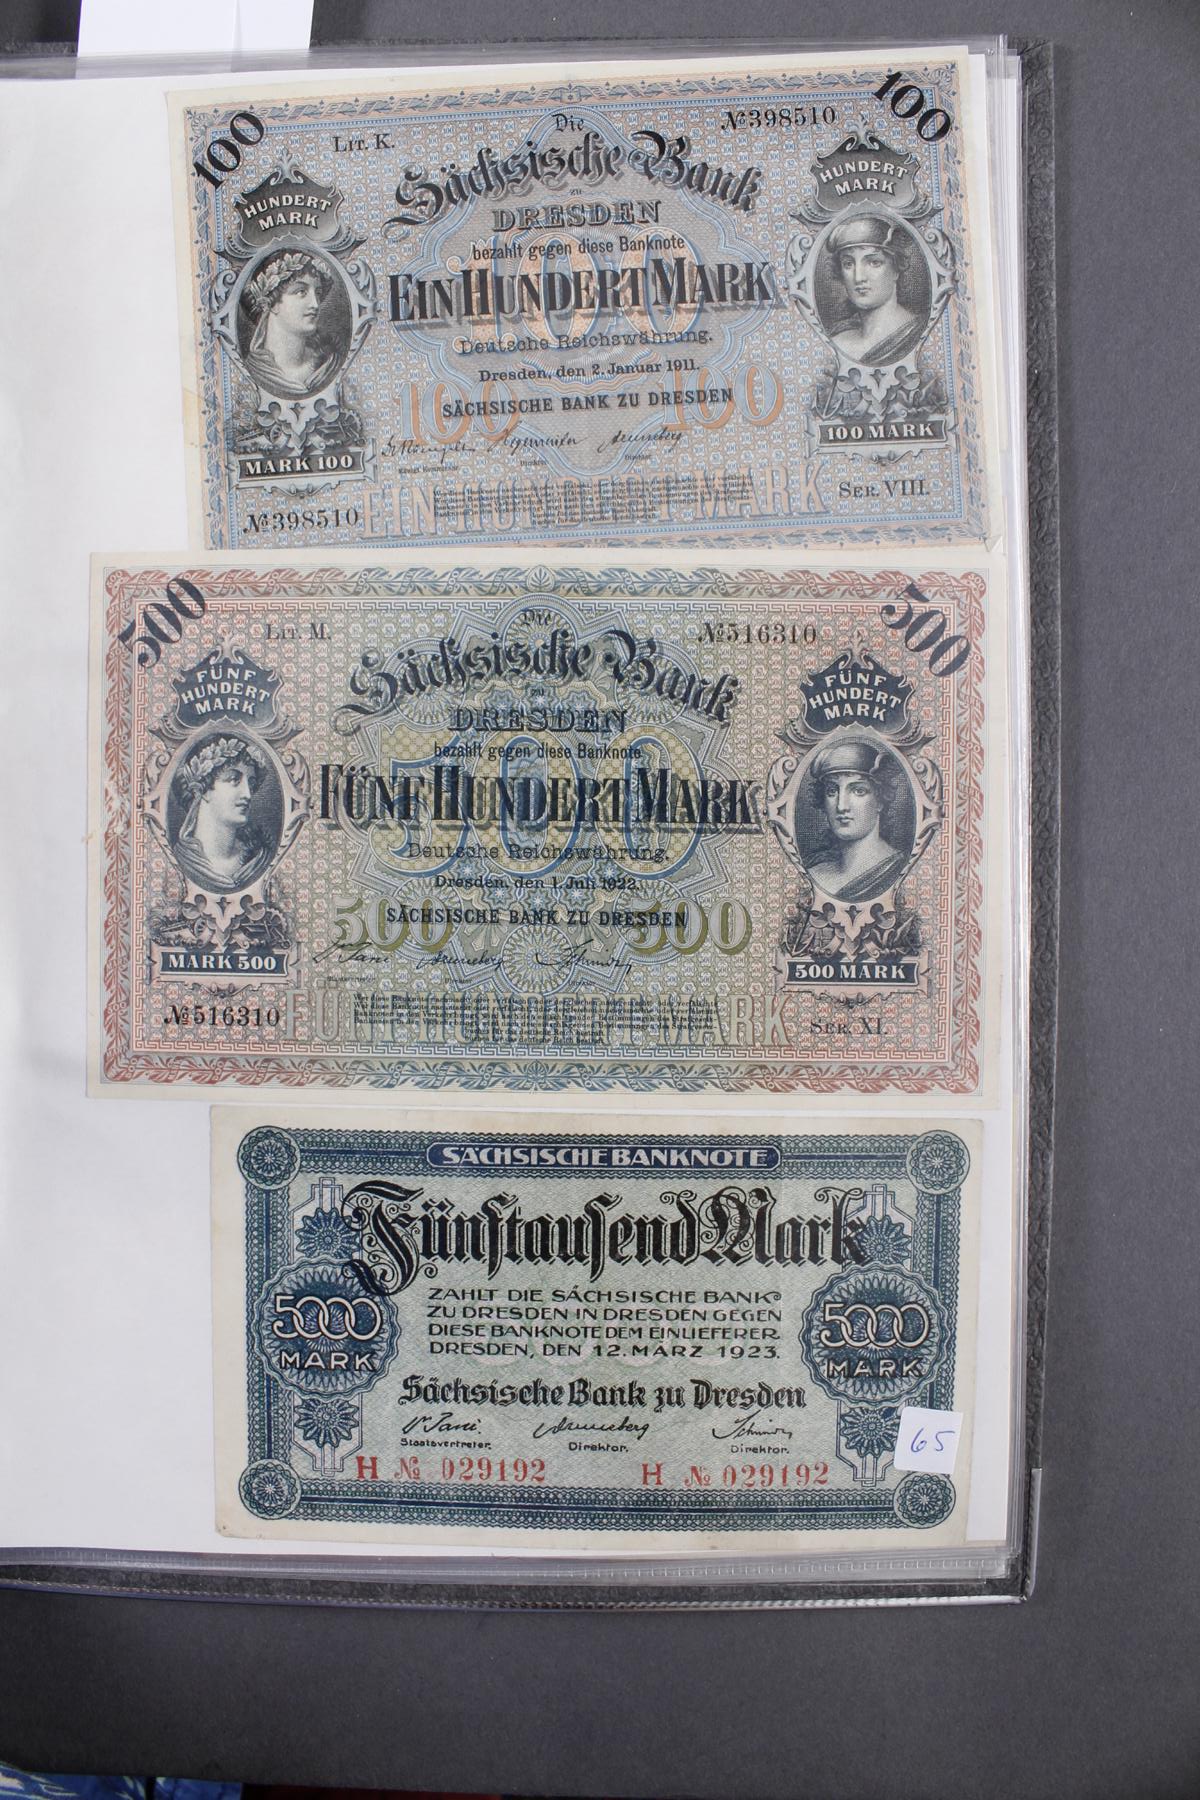 100
100
Lit. K.
№398510
Die
Sächsische Bank
zu
DRESDEN
HUNDERT
MARK
HUNDERT
MARK
bezahlt gegen diese Banknote
EIN HUNDERT MARK
Deutsche Reichswährung.
Dresden, den 2. Januar 1911.
SÄCHSISCHE BANK ZU DRESDEN
100
100
100
MARK 100
100 MARK
Direktor
Direktor
№398510
EIN HUNDERT MARK
SER. VIII.
500
500
Lit. M.
№516310
Die
Sächsische Bank
zu
DRESDEN
FÜNF
HUNDERT
MARK
FÜNF
HUNDERT
MARK
bezahlt gegen diese Banknote
FÜNF HUNDERT MARK
500
Deutsche Reichswährung.
Dresden, den 1. Juli 1922.
SÄCHSISCHE BANK ZU DRESDEN
500
500
MARK 500
500 MARK
№516310
FÜNF HUNDERT MARK
SER. XI.
SÄCHSISCHE BANKNOTE
Fünftausend Mark
5000
MARK
5000
MARK
ZAHLT DIE SÄCHSISCHE BANK
ZU DRESDEN IN DRESDEN GEGEN
DIESE BANKNOTE DEM EINLIEFERER.
DRESDEN, DEN 12. MÄRZ 1923.
Sächsische Bank zu Dresden
Staatsvertreter.
Direktor.
Direktor.
H № 029192
H № 029192
65